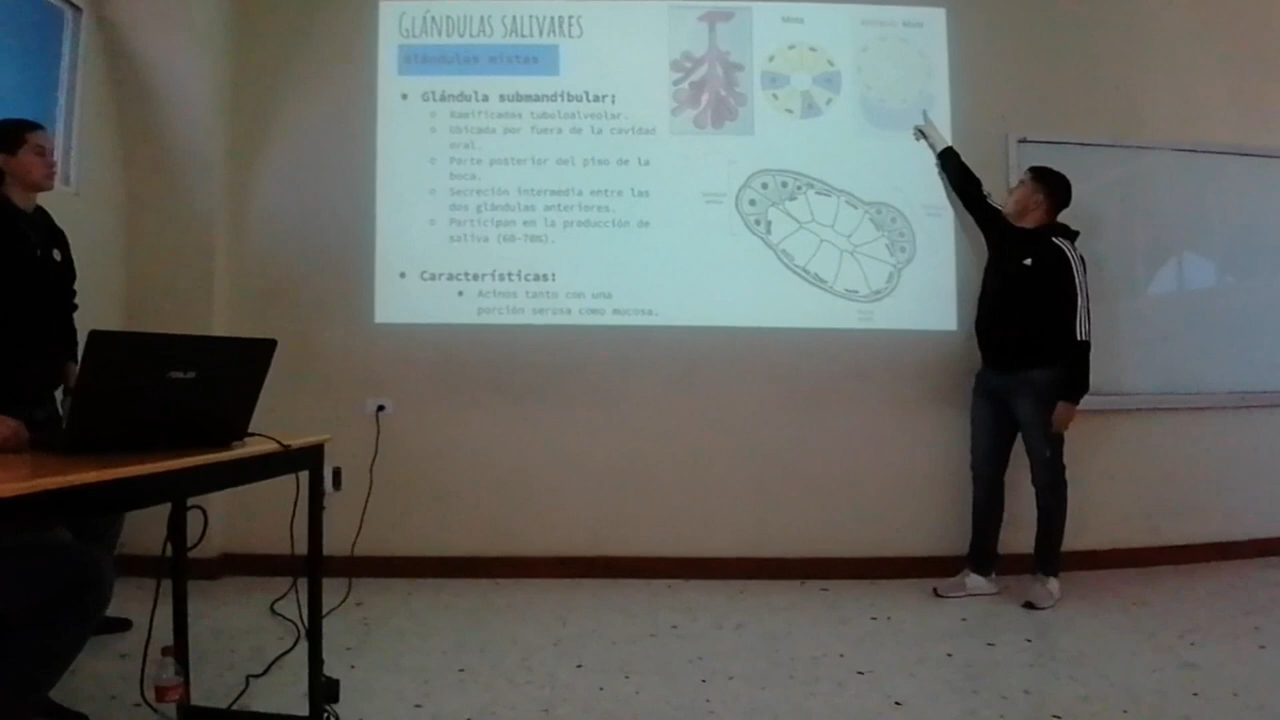 GLÁNDULAS SALIVARES
Glándulas mixtas
Glándula submandibular;
Ramificadas tubuloalveolar.
Ubicada por fuera de la cavidad
oral.
Parte posterior del piso de la
boca.
Secreción intermedia entre las
dos glándulas anteriores.
Participan en la producción de
saliva (60-70%).
Características:
Acinos tanto con una
porción serosa como mucosa.
Mixta
ASUS